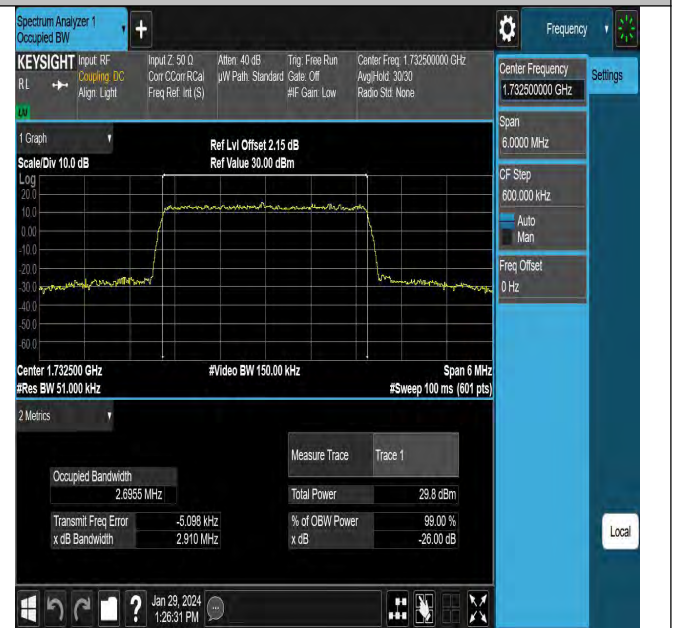 Spectrum Analyzer 1
Occupied BW
+
Frequency
KEYSIGHT
RL
Input: RF
Coupling: DC
Align: Light
Input Z: 50 Ω
Corr CCorr RCal
Freq Ref: Int (S)
Atten: 40 dB
µW Path: Standard
Trig: Free Run
Gate: Off
#IF Gain: Low
Center Freq: 1.732500000 GHz
Avg|Hold: 30/30
Radio Std: None
Center Frequency
1.732500000 GHz
Settings
Span
6.0000 MHz
CF Step
600.000 kHz
Auto
Man
Freq Offset
0 Hz
Local
1 Graph
Scale/Div 10.0 dB
Ref Lvl Offset 2.15 dB
Ref Value 30.00 dBm
Log
20.0
10.0
0.00
-10.0
-20.0
-30.0
-40.0
-50.0
-60.0
Center 1.732500 GHz
#Video BW 150.00 kHz
Span 6 MHz
#Res BW 51.000 kHz
#Sweep 100 ms (601 pts)
2 Metrics
Measure Trace
Trace 1
Occupied Bandwidth
2.6955 MHz
Total Power
29.8 dBm
Transmit Freq Error
-5.098 kHz
% of OBW Power
99.00 %
x dB Bandwidth
2.910 MHz
x dB
-26.00 dB
?
Jan 29, 2024
1:26:31 PM